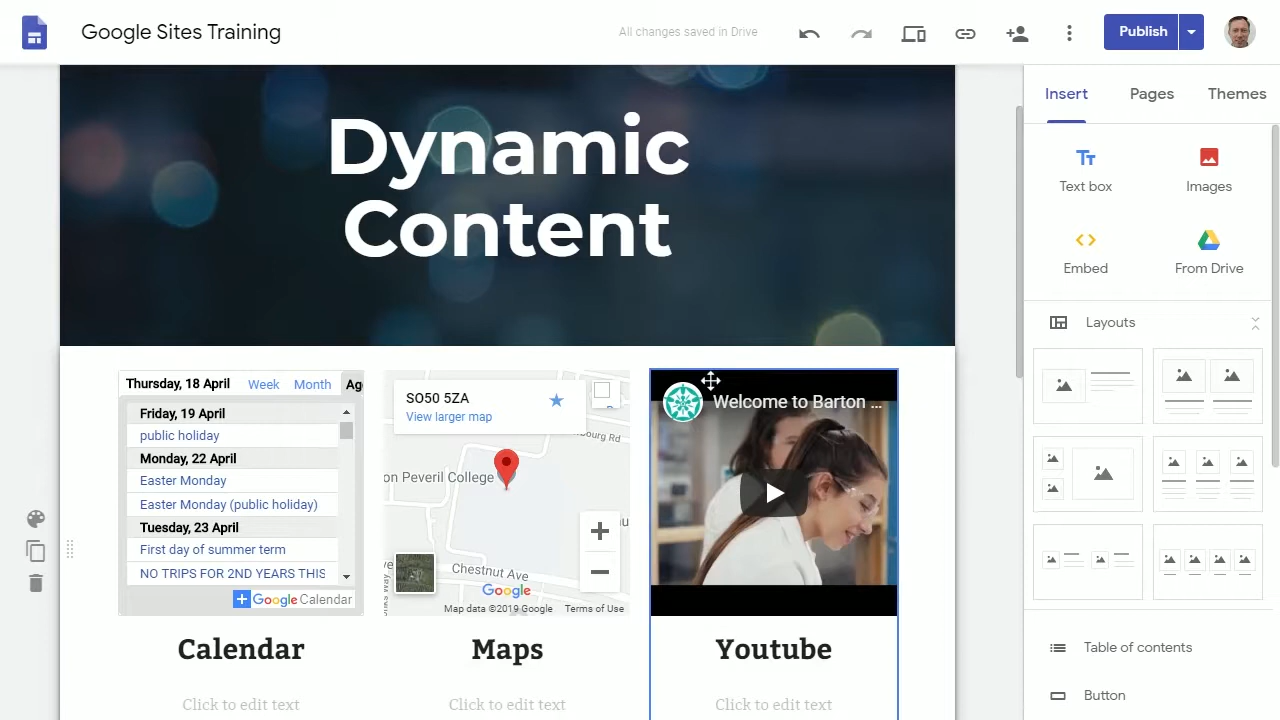 Google Sites Training
All changes saved in Drive
Publish
Insert
Pages
Themes
Dynamic
Content
Text box
Images
Embed
From Drive
Layouts
Thursday, 18 April
Week
Month
Friday, 19 April
public holiday
Monday, 22 April
Easter Monday
Easter Monday (public holiday)
Tuesday, 23 April
First day of summer term
NO TRIPS FOR 2ND YEARS THIS
Google Calendar
SO50 5ZA
View larger map
on Peveril College
Chestnut Ave
Google
Map data ©2019 Google
Terms of Use
Welcome to Barton ...
Calendar
Maps
Youtube
Click to edit text
Click to edit text
Click to edit text
Table of contents
Button